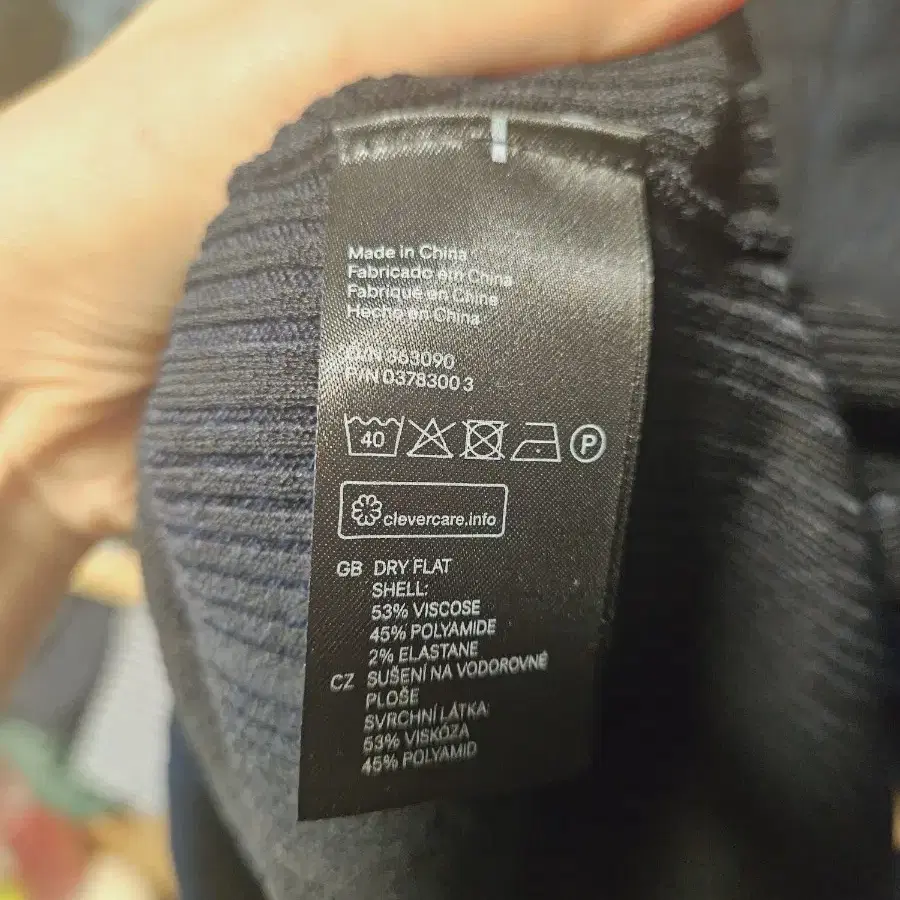 Made in China
Fabricado em China
Fabriqué en Chine
Hecho en China
O/N 363090
P/N 0378300 3
40
P
clevercare.info
GB DRY FLAT
SHELL:
53% VISCOSE
45% POLYAMIDE
2% ELASTANE
CZ SUŠENÍ NA VODOROVNÉ
PLOŠE
SVRCHNÍ LÁTKA:
53% VISKÓZA
45% POLYAMID